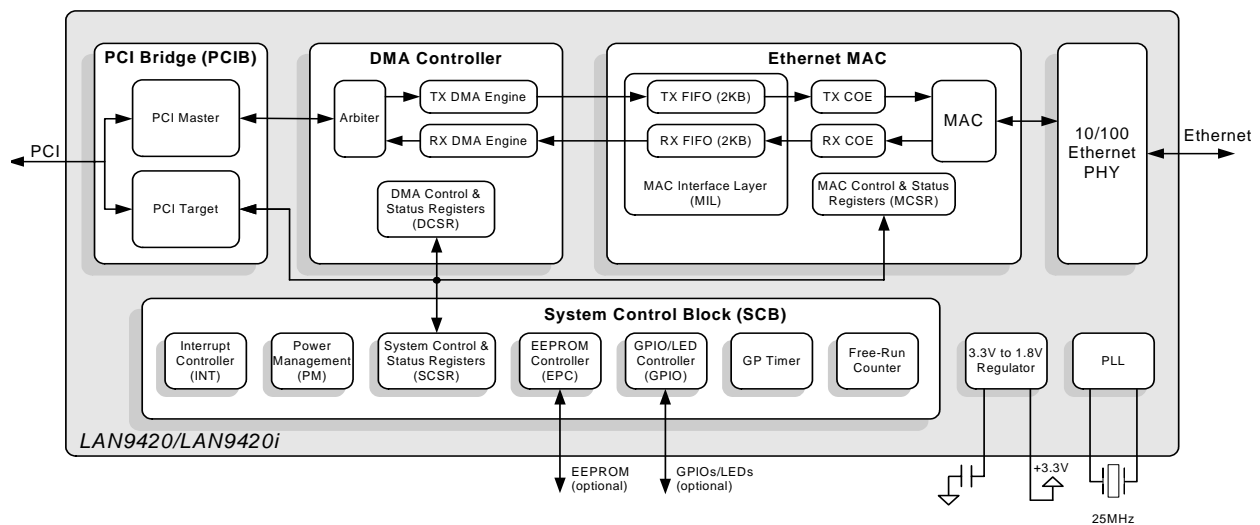 PCI Bridge (PCIB)
PCI Master
PCI Target
PCI
DMA Controller
Arbiter
TX DMA Engine
RX DMA Engine
DMA Control &
Status Registers
(DCSR)
Ethernet MAC
TX FIFO (2KB)
RX FIFO (2KB)
MAC Interface Layer
(MIL)
TX COE
RX COE
MAC
MAC Control & Status
Registers (MCSR)
10/100
Ethernet
PHY
Ethernet
System Control Block (SCB)
Interrupt
Controller
(INT)
Power
Management
(PM)
System Control &
Status Registers
(SCSR)
EEPROM
Controller
(EPC)
GPIO/LED
Controller
(GPIO)
GP Timer
Free-Run
Counter
3.3V to 1.8V
Regulator
PLL
LAN9420/LAN9420i
EEPROM
(optional)
GPIOs/LEDs
(optional)
+3.3V
25MHz